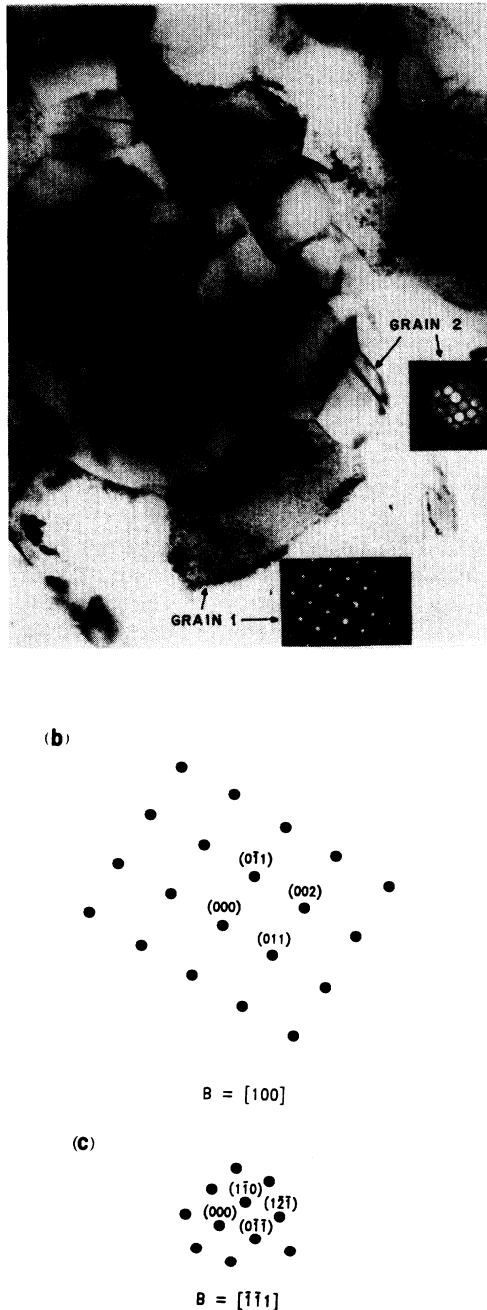 GRAIN 2
GRAIN 1
(b)
(01̄1)
(002)
(000)
(011)
B = [100]
(c)
(11̄0)
(12̄1̄)
(000)
(01̄1̄)
B = [1̄1̄1]